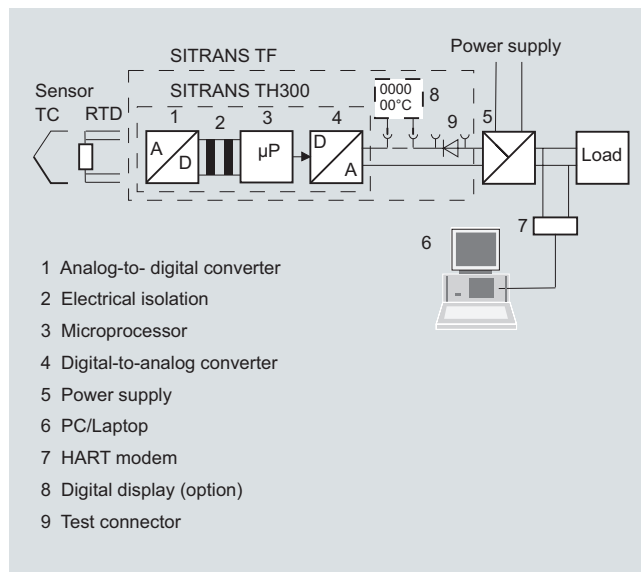 Power supply
SITRANS TF
Sensor
TC RTD
SITRANS TH300
1 2 3 4
0000
00°C
8
9
5
A
D
µP
D
A
Load
7
6
1 Analog-to- digital converter
2 Electrical isolation
3 Microprocessor
4 Digital-to-analog converter
5 Power supply
6 PC/Laptop
7 HART modem
8 Digital display (option)
9 Test connector